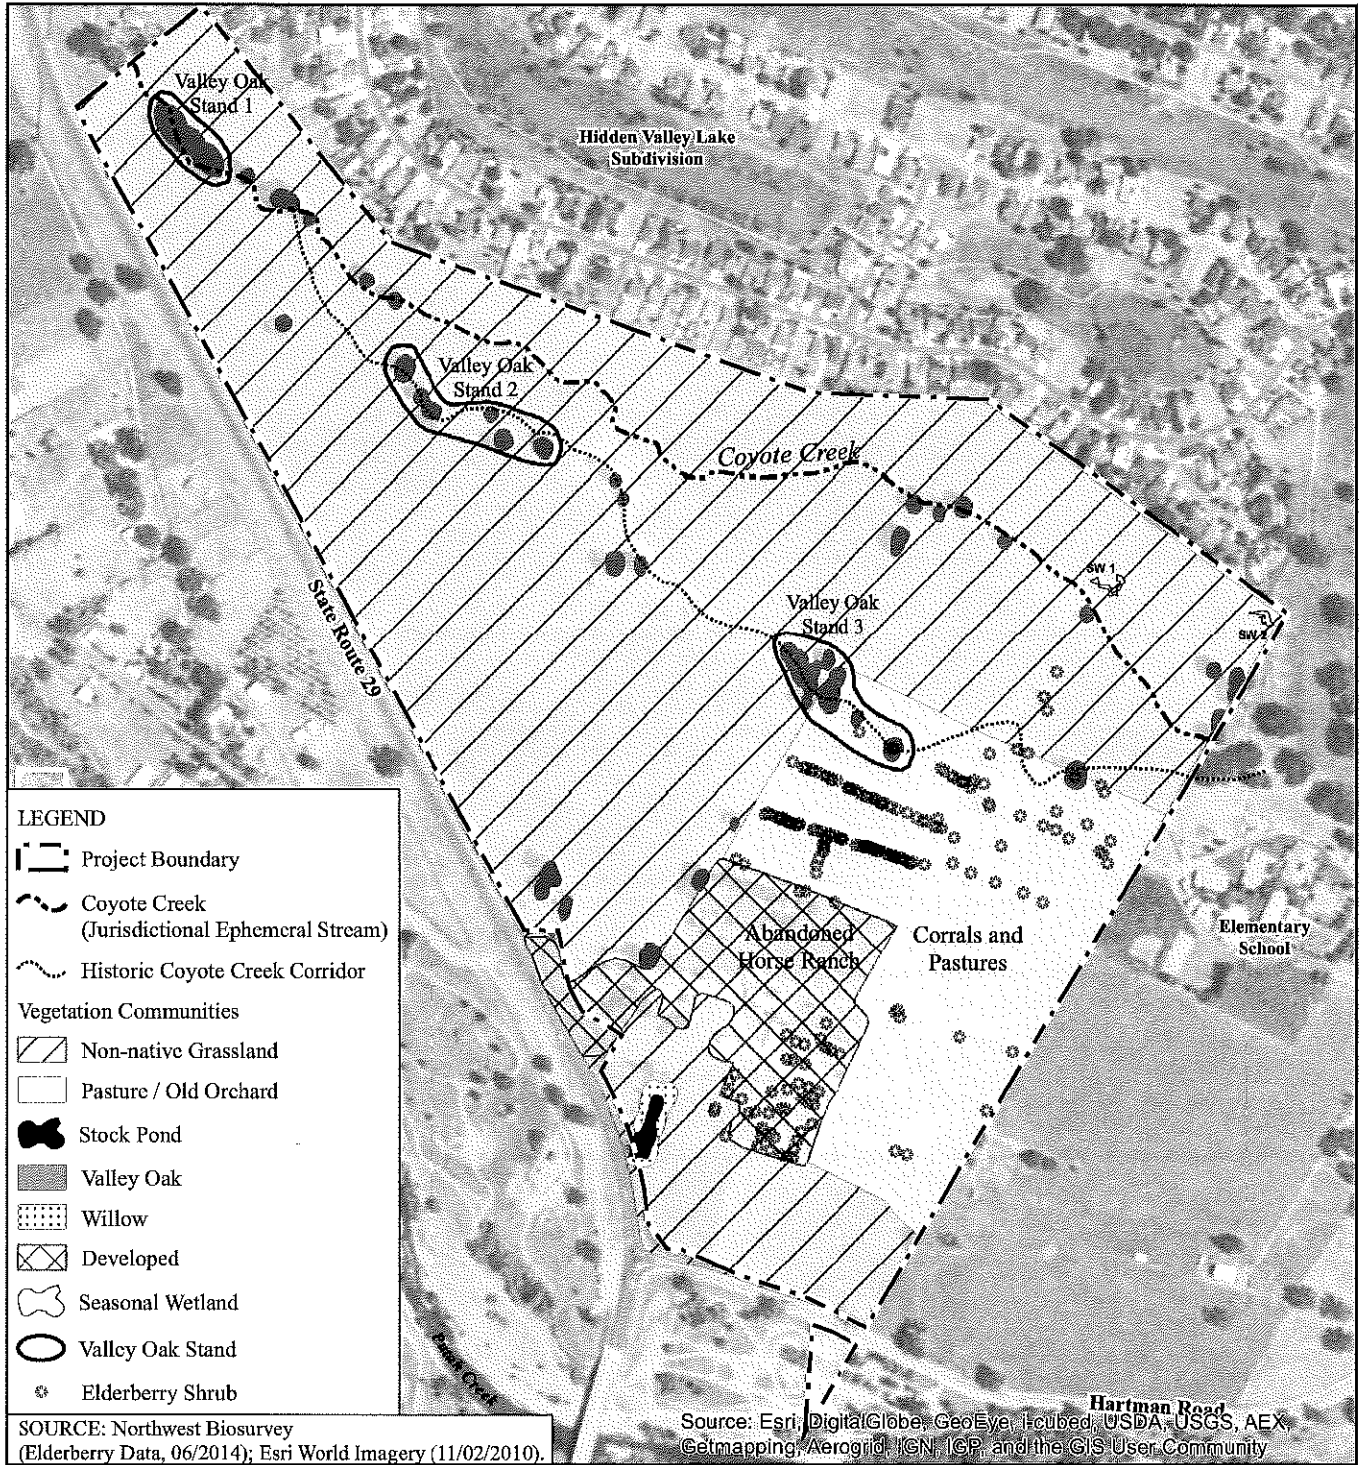 Valley Oak
Stand 1
Hidden Valley Lake
Subdivision
Valley Oak
Stand 2
Coyote Creek
SW 1
SW 2
Valley Oak
Stand 3
State Route 29
Elementary
School
Abandoned
Horse Ranch
Corrals and
Pastures
LEGEND
Project Boundary
Coyote Creek
(Jurisdictional Ephemeral Stream)
Historic Coyote Creek Corridor
Vegetation Communities
Non-native Grassland
Pasture / Old Orchard
Stock Pond
Valley Oak
Willow
Developed
Seasonal Wetland
Valley Oak Stand
Elderberry Shrub
Creek
Hartman Road
SOURCE: Northwest Biosurvey
(Elderberry Data, 06/2014); Esri World Imagery (11/02/2010).
Source: Esri, DigitalGlobe, GeoEye, i-cubed, USDA, USGS, AEX,
Getmapping, Aerogrid, IGN, IGP, and the GIS User Community